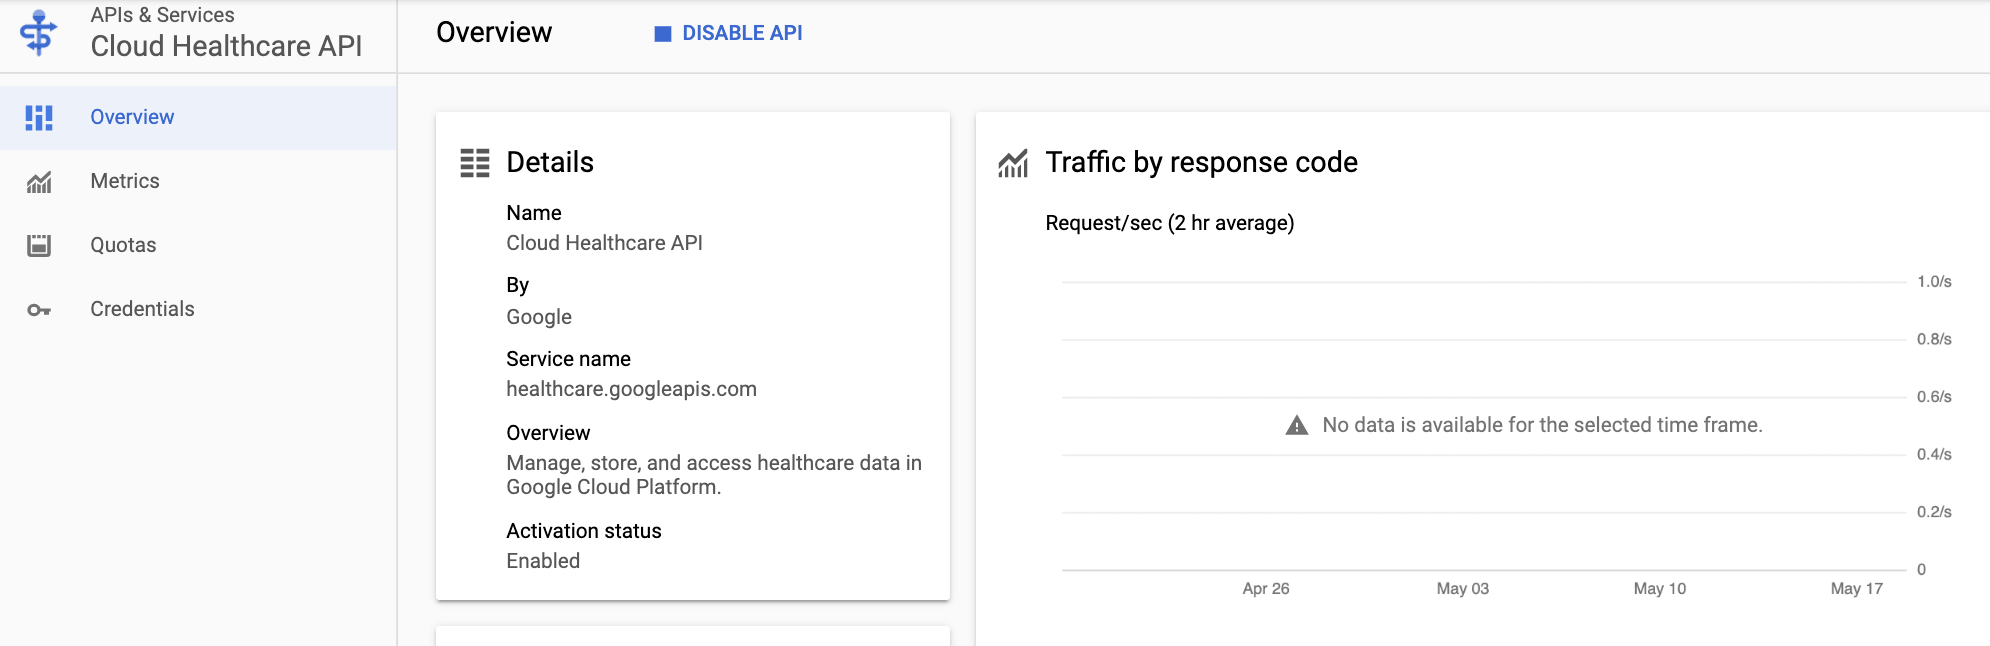 APIs & Services
Cloud Healthcare API
Overview
DISABLE API
Overview
Metrics
Quotas
Credentials
Details
Name
Cloud Healthcare API
By
Google
Service name
healthcare.googleapis.com
Overview
Manage, store, and access healthcare data in
Google Cloud Platform.
Activation status
Enabled
Traffic by response code
Request/sec (2 hr average)
1.0/s
0.8/s
0.6/s
No data is available for the selected time frame.
0.4/s
0.2/s
0
Apr 26
May 03
May 10
May 17